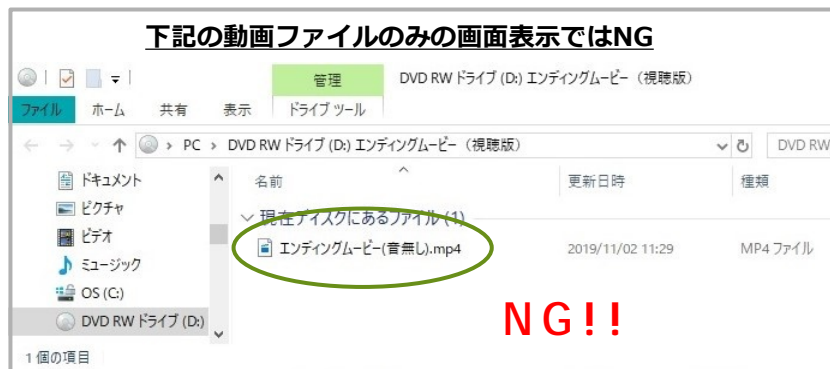 下記の動画ファイルのみの画面表示ではNG
管理 DVD RW ドライブ (D:) エンディングムービー（視聴版）
ファイル ホーム 共有 表示 ドライブ ツール
PC › DVD RW ドライブ (D:) エンディングムービー（視聴版） DVD RW
ドキュメント 名前 更新日時 種類
ピクチャ
現在ディスクにあるファイル (1)
ビデオ エンディングムービー(音無し).mp4 2019/11/02 11:29 MP4 ファイル
ミュージック
OS (C:)
DVD RW ドライブ (D:)
ＮＧ!!
1 個の項目